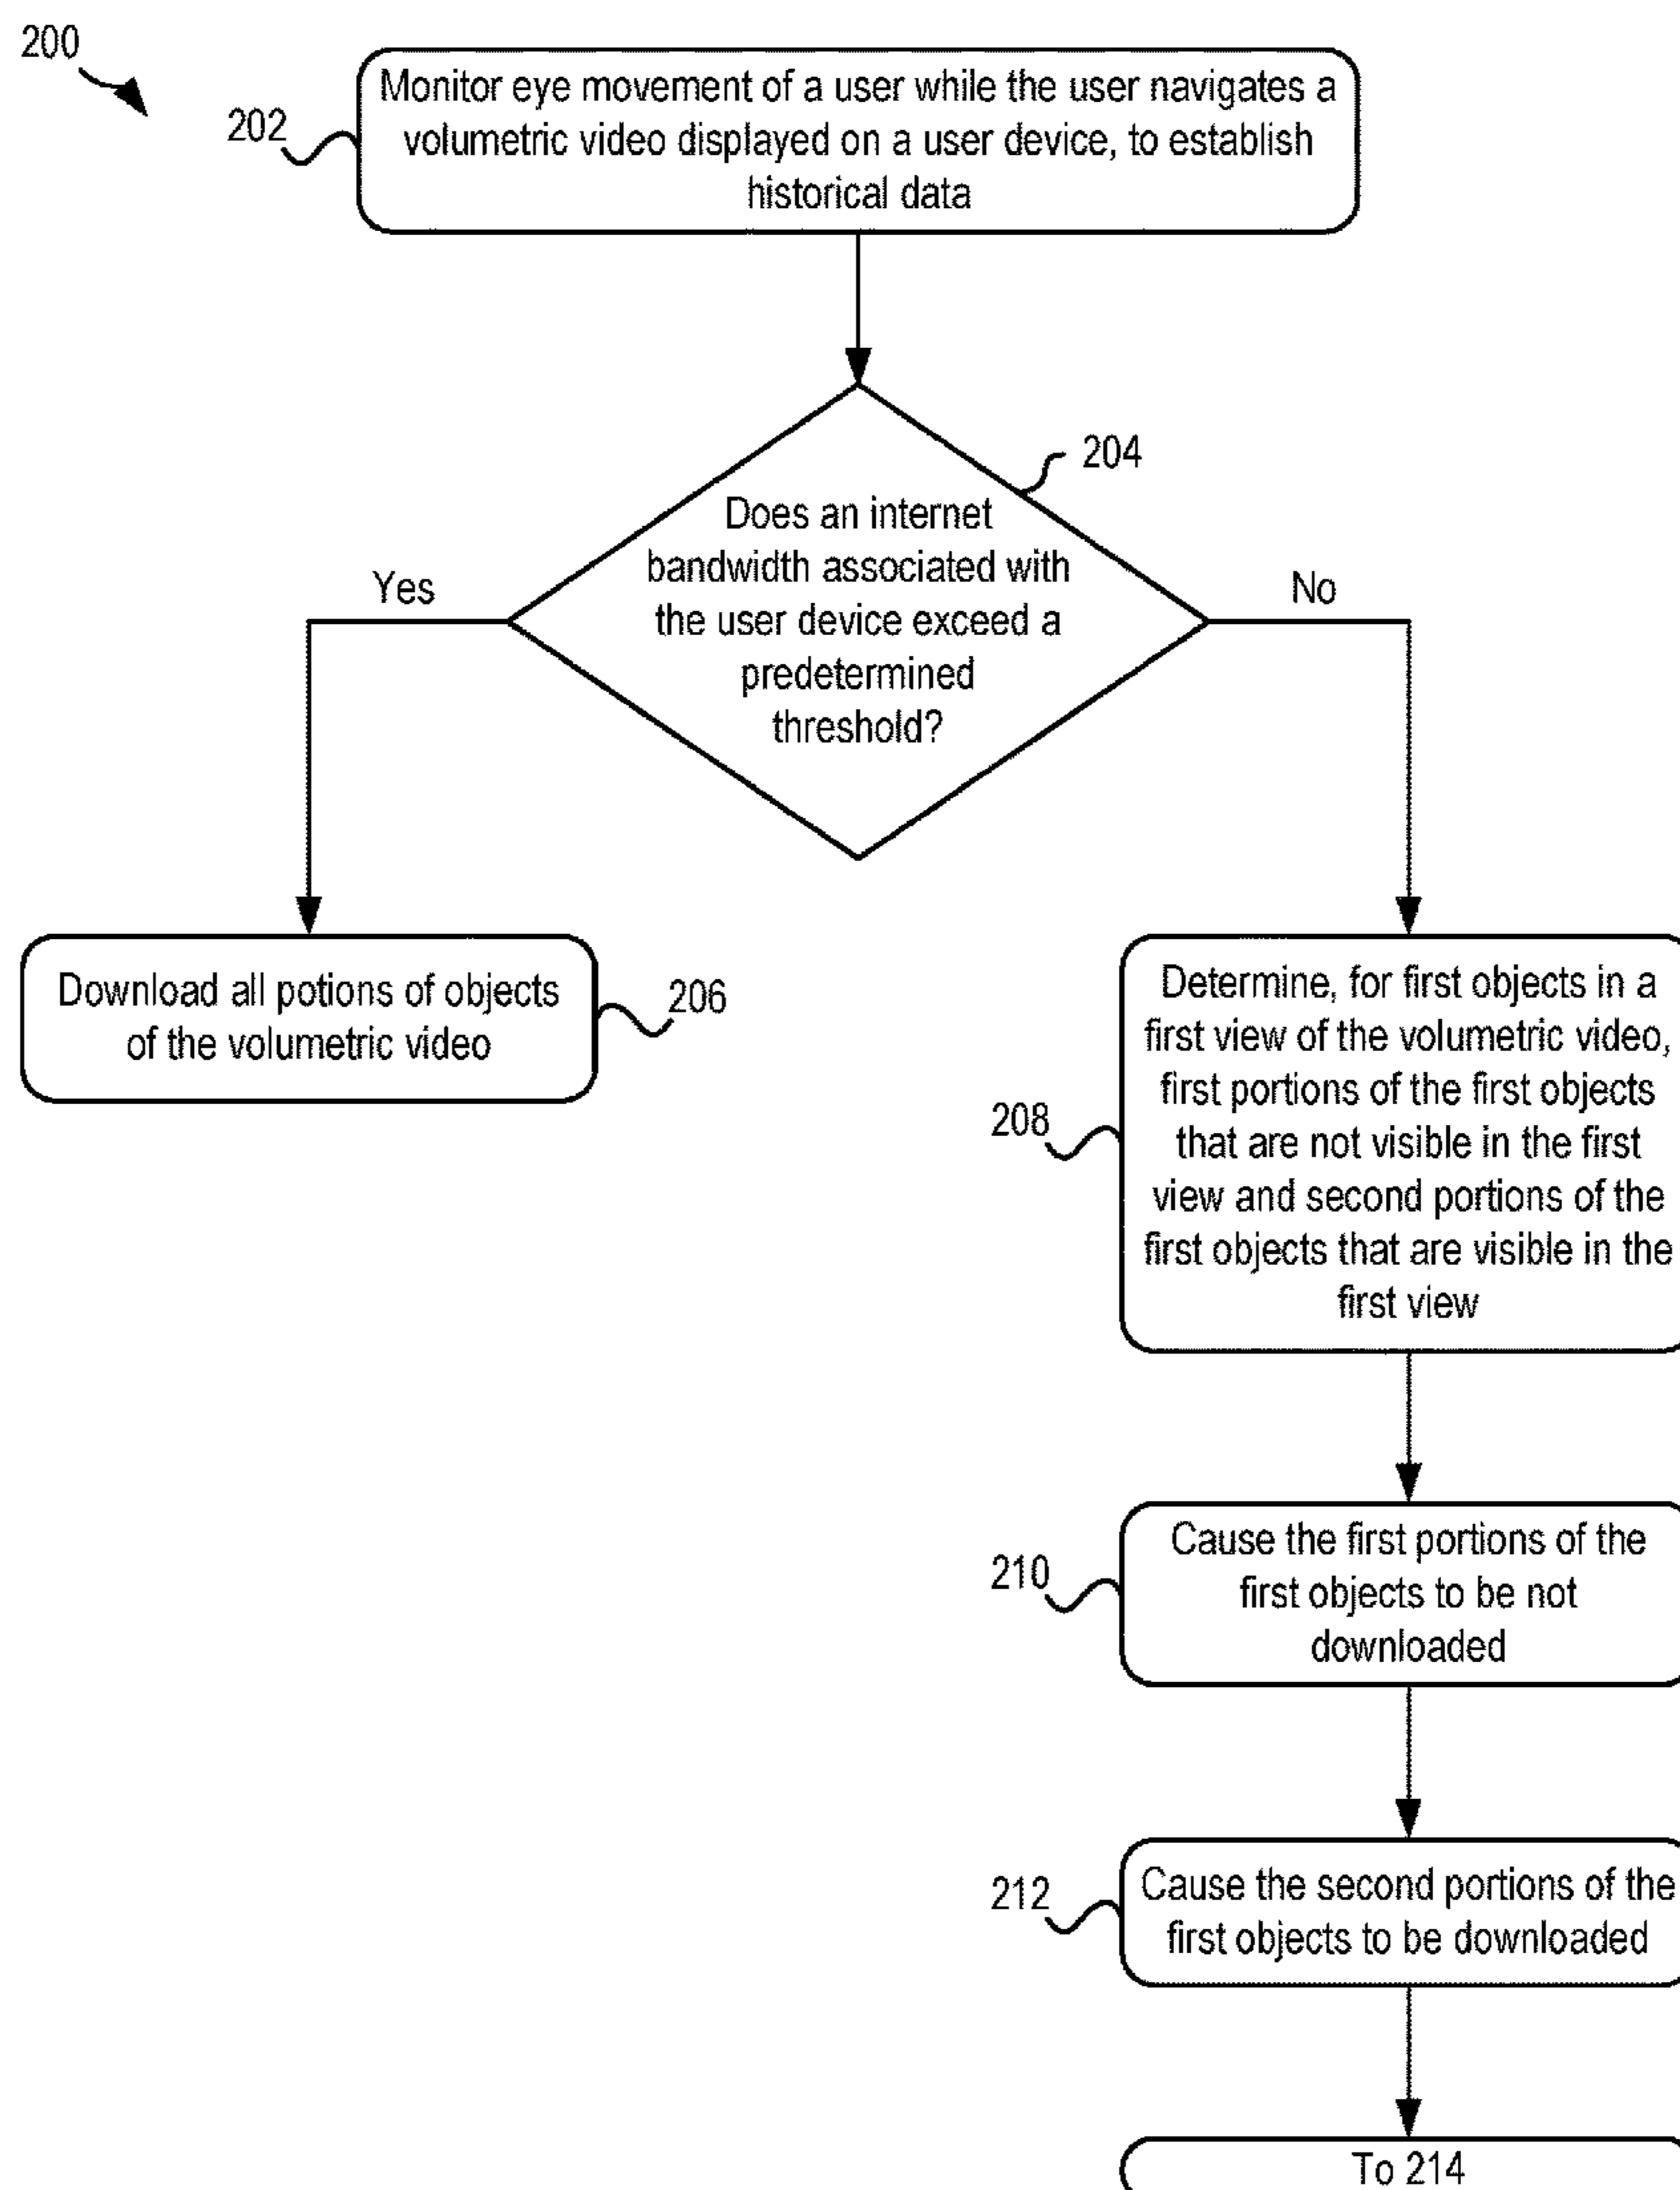 200
202
Monitor eye movement of a user while the user navigates a
volumetric video displayed on a user device, to establish
historical data
204
Does an internet
bandwidth associated with
the user device exceed a
predetermined
threshold?
Yes
No
Download all potions of objects
of the volumetric video
206
208
Determine, for first objects in a
first view of the volumetric video,
first portions of the first objects
that are not visible in the first
view and second portions of the
first objects that are visible in the
first view
210
Cause the first portions of the
first objects to be not
downloaded
212
Cause the second portions of the
first objects to be downloaded
To 214